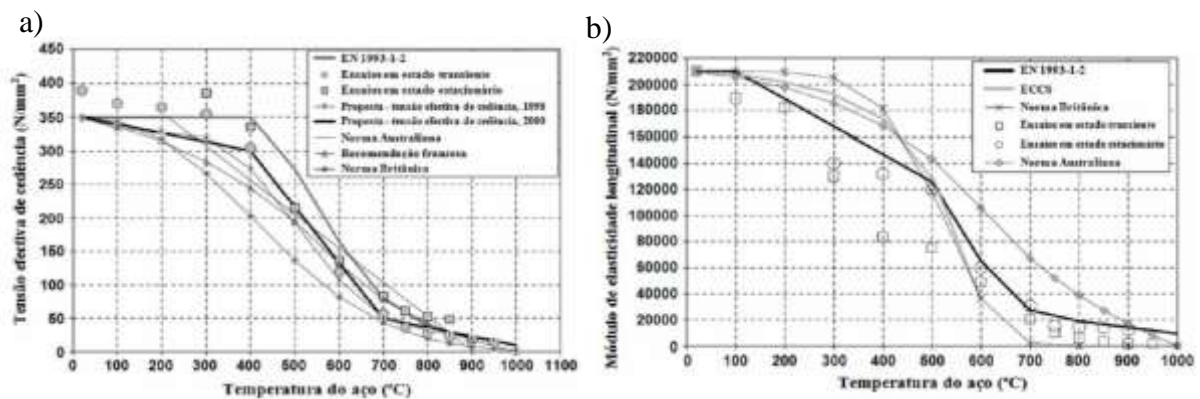 a)
Tensão efectiva de cedência (N/mm²)
450
400
350
300
250
200
150
100
50
0
EN 1993-1-2
Ensaios em estado transiente
Ensaios em estado estacionário
Proposta - tensão efectiva de cedência, 1998
Proposta - tensão efectiva de cedência, 2000
Norma Australiana
Recomendação francesa
Norma Britânica
0 100 200 300 400 500 600 700 800 900 1000 1100
Temperatura do aço (ºC)
b)
Módulo de elasticidade longitudinal (N/mm²)
220000
200000
180000
160000
140000
120000
100000
80000
60000
40000
20000
0
EN 1993-1-2
ECCS
Norma Britânica
Ensaios em estado transiente
Ensaios em estado estacionário
Norma Australiana
0 100 200 300 400 500 600 700 800 900 1000
Temperatura do aço (ºC)